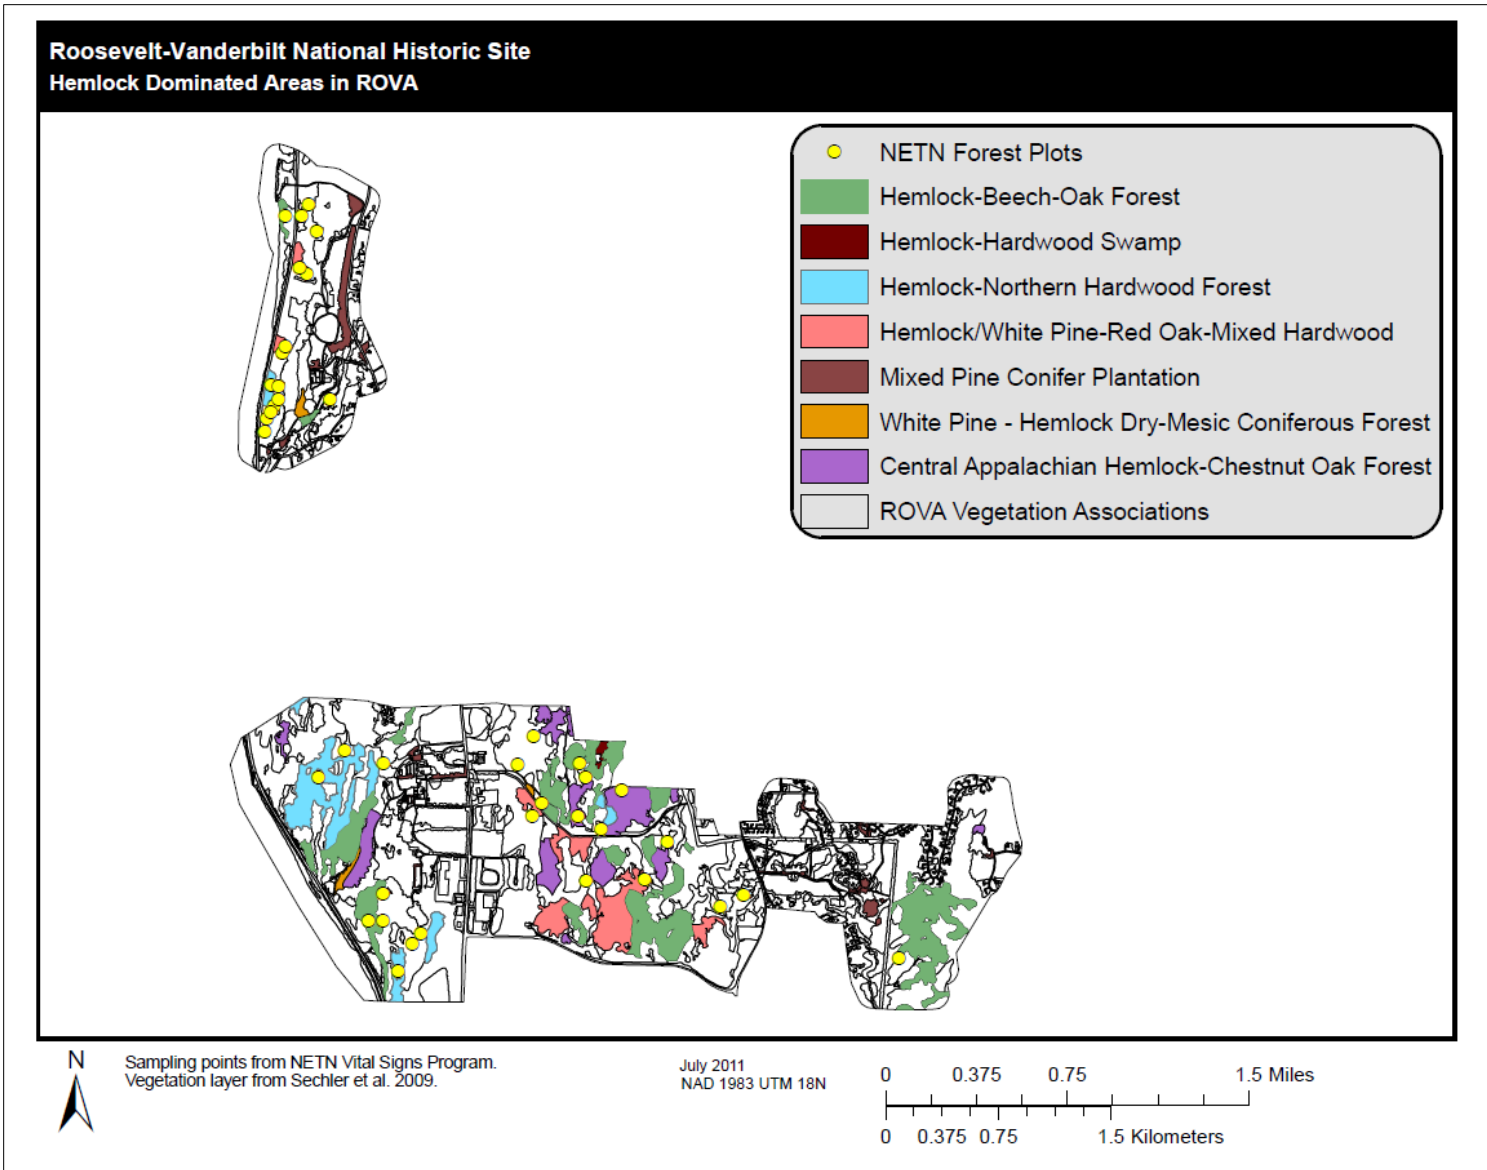 Roosevelt-Vanderbilt National Historic Site
Hemlock Dominated Areas in ROVA
NETN Forest Plots
Hemlock-Beech-Oak Forest
Hemlock-Hardwood Swamp
Hemlock-Northern Hardwood Forest
Hemlock/White Pine-Red Oak-Mixed Hardwood
Mixed Pine Conifer Plantation
White Pine - Hemlock Dry-Mesic Coniferous Forest
Central Appalachian Hemlock-Chestnut Oak Forest
ROVA Vegetation Associations
N
Sampling points from NETN Vital Signs Program.
Vegetation layer from Sechler et al. 2009.
July 2011
NAD 1983 UTM 18N
0 0.375 0.75 1.5 Miles
0 0.375 0.75 1.5 Kilometers